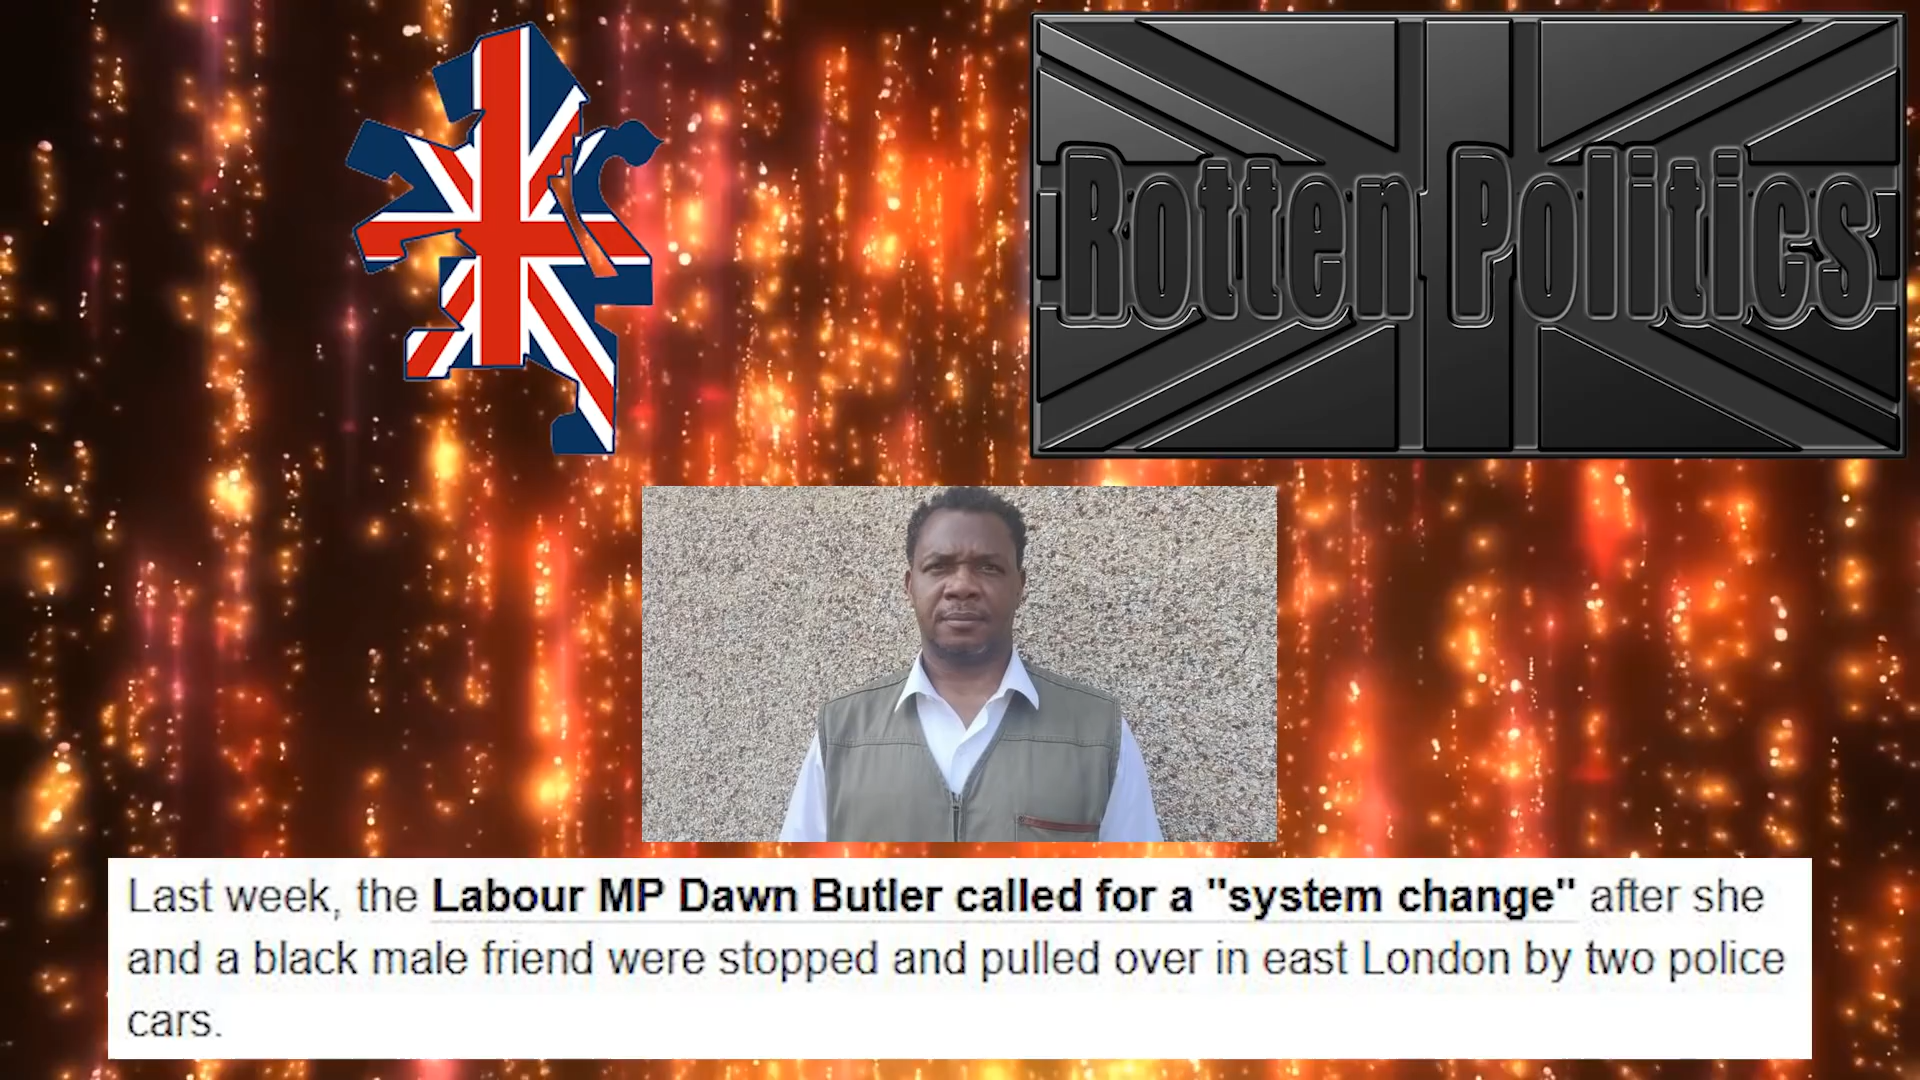 Rotten Politics
Last week, the Labour MP Dawn Butler called for a "system change" after she
and a black male friend were stopped and pulled over in east London by two police
cars.